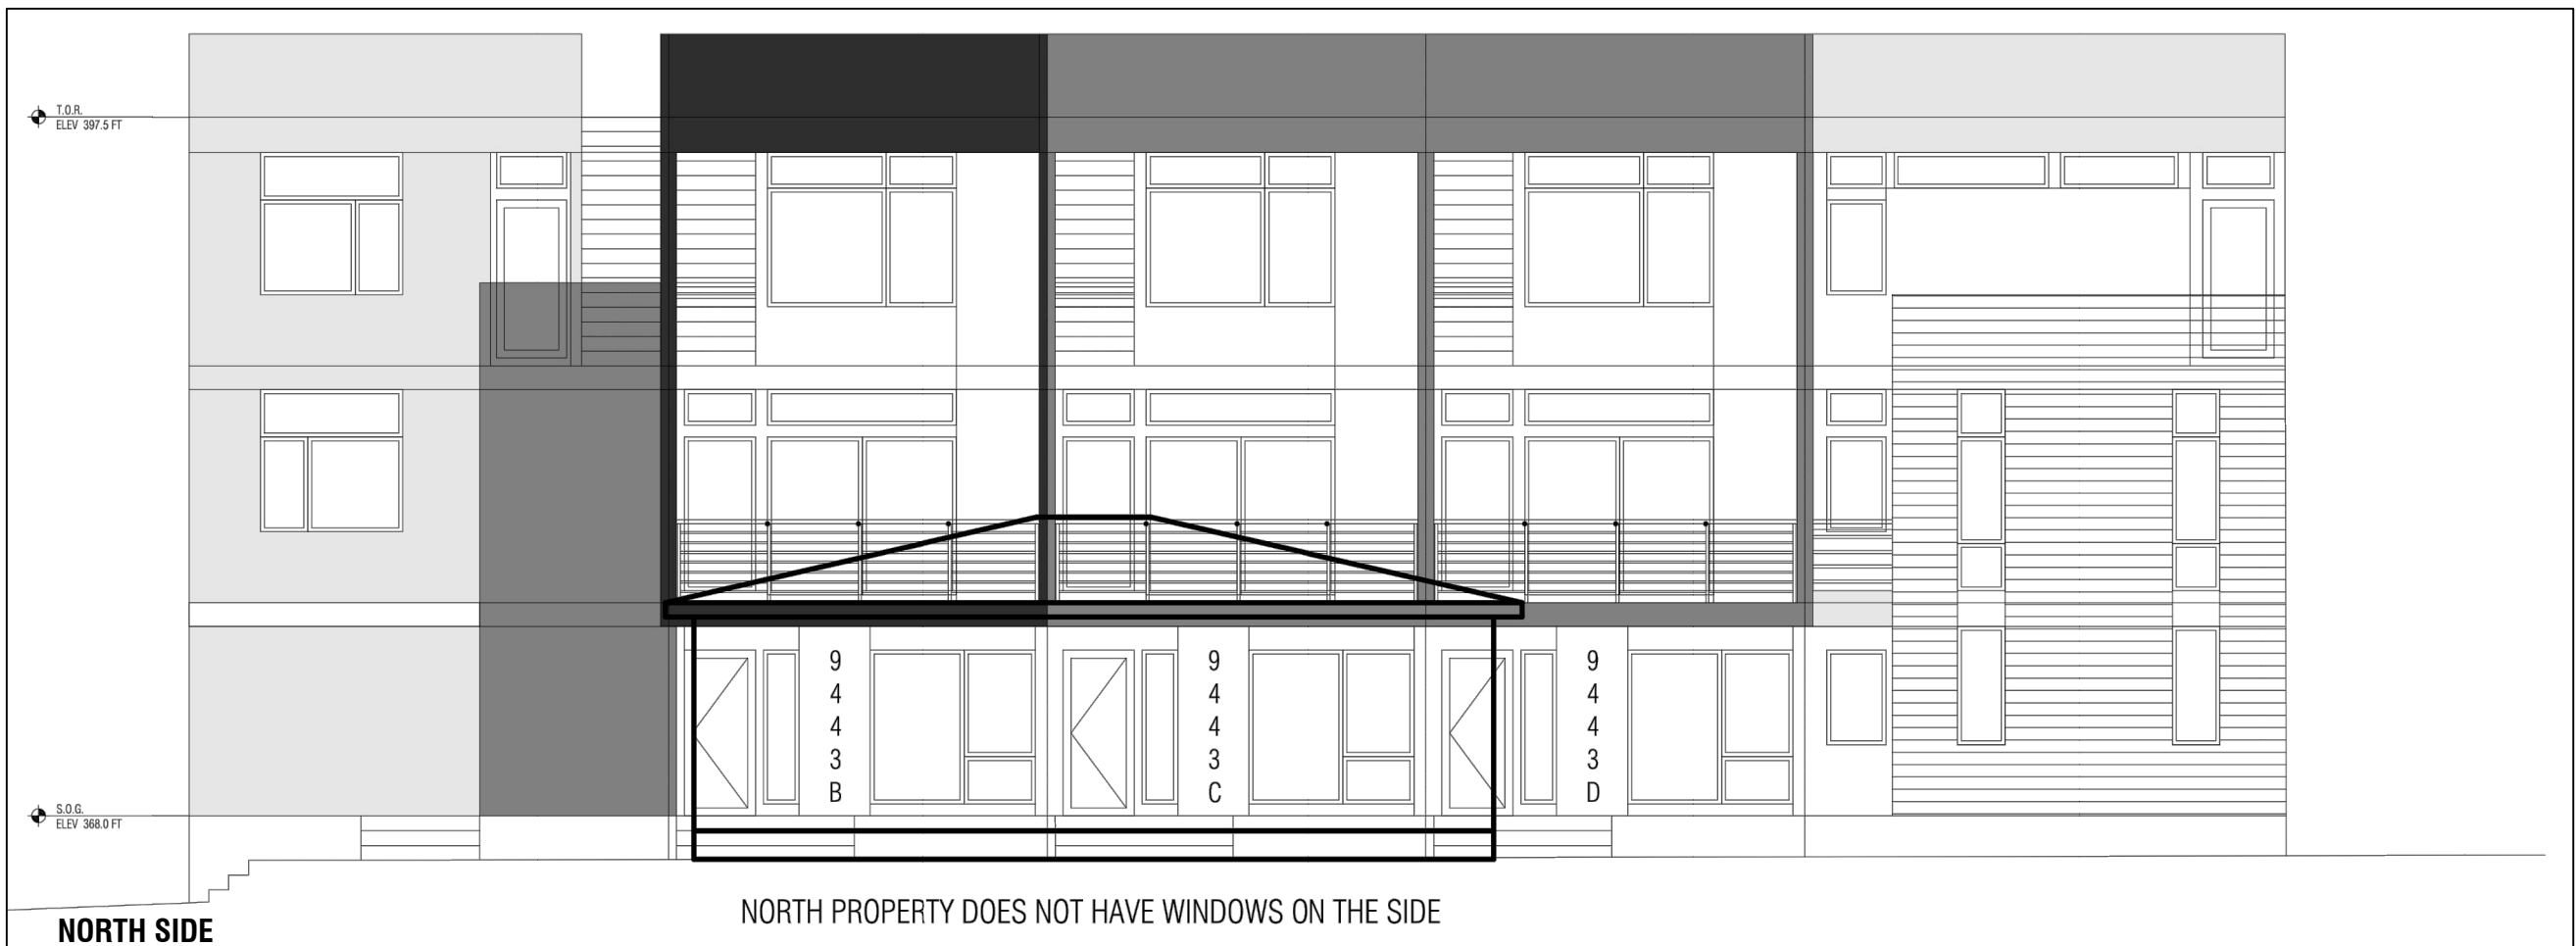 T.O.R.
ELEV 397.5 FT
9
4
4
3
B
9
4
4
3
C
9
4
4
3
D
S.O.G.
ELEV 368.0 FT
NORTH PROPERTY DOES NOT HAVE WINDOWS ON THE SIDE
NORTH SIDE